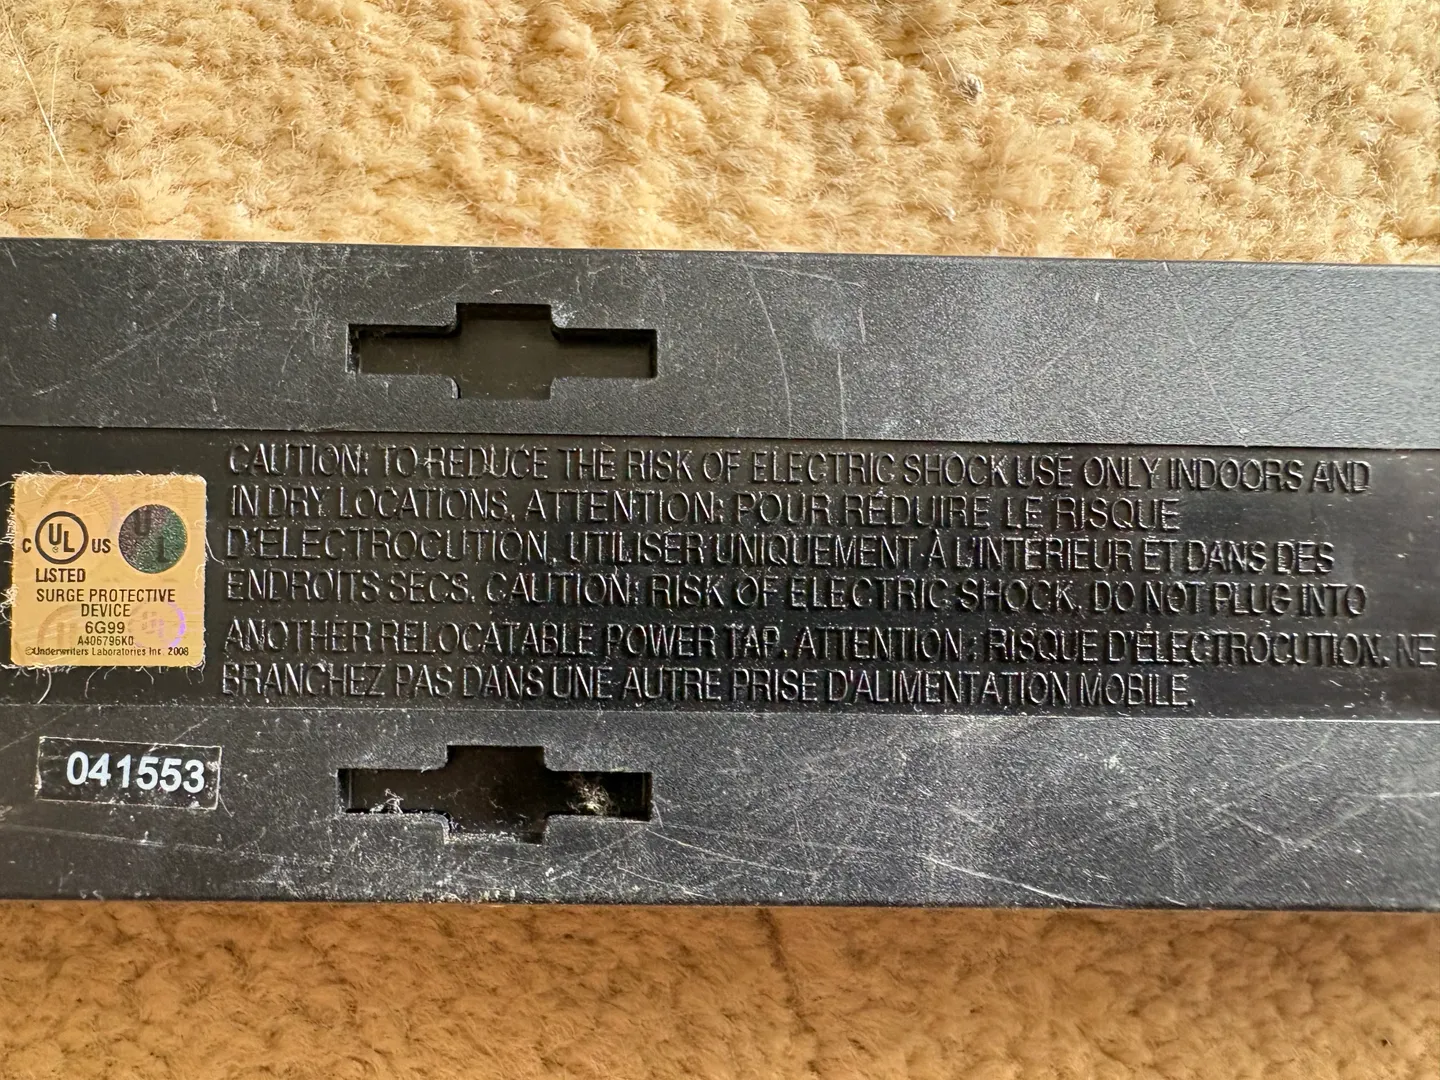 CAUTION: TO REDUCE THE RISK OF ELECTRIC SHOCK USE ONLY INDOORS AND
IN DRY LOCATIONS. ATTENTION: POUR RÉDUIRE LE RISQUE
D'ÉLECTROCUTION, UTILISER UNIQUEMENT À L'INTÉRIEUR ET DANS DES
ENDROITS SECS. CAUTION: RISK OF ELECTRIC SHOCK. DO NOT PLUG INTO
ANOTHER RELOCATABLE POWER TAP. ATTENTION: RISQUE D'ÉLECTROCUTION. NE
BRANCHEZ PAS DANS UNE AUTRE PRISE D'ALIMENTATION MOBILE.
C UL ® US
UL
LISTED
SURGE PROTECTIVE
DEVICE
6G99
A406796KO
©Underwriters Laboratories Inc. 2008
041553